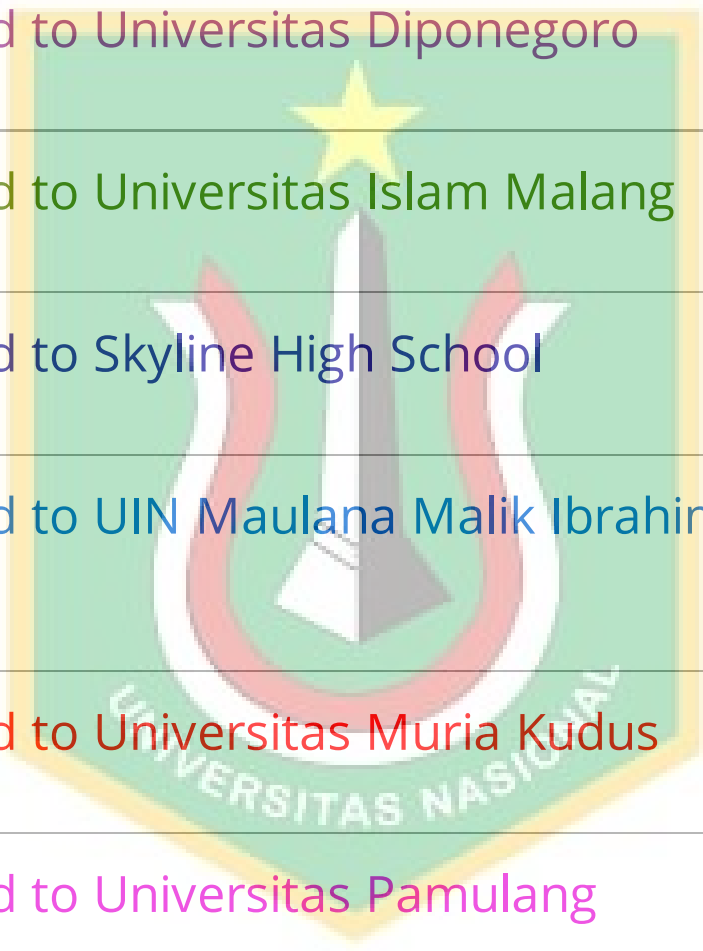 d to Universitas Diponegoro
d to Universitas Islam Malang
d to Skyline High School
d to UIN Maulana Malik Ibrahim
d to Universitas Muria Kudus
UNIVERSITAS NASIONAL
d to Universitas Pamulang